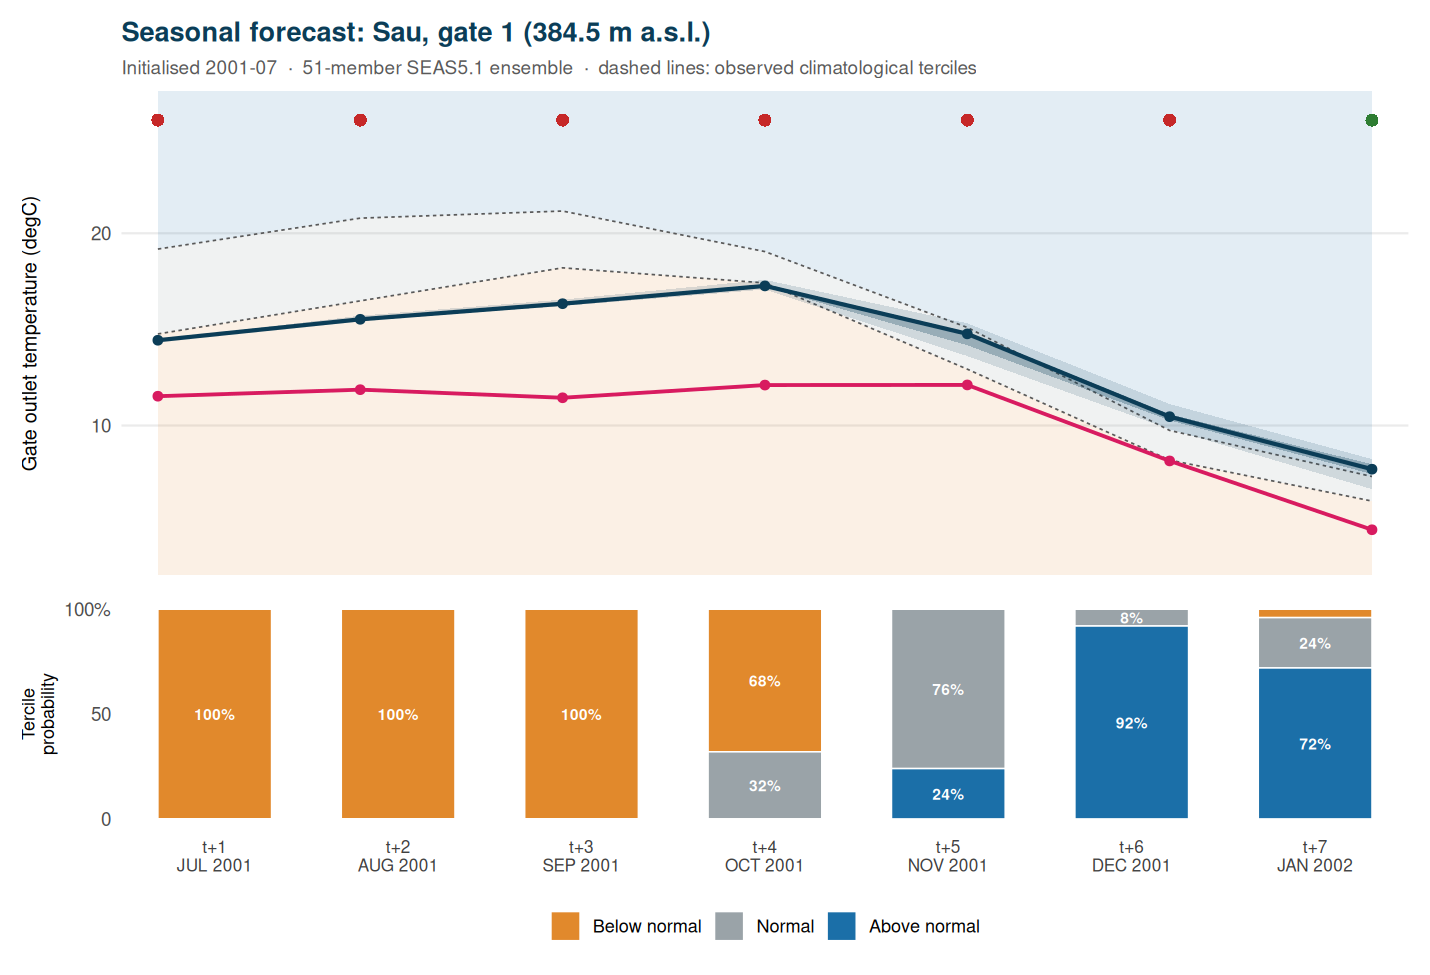 Seasonal forecast: Sau, gate 1 (384.5 m a.s.l.)
Initialised 2001-07 · 51-member SEAS5.1 ensemble · dashed lines: observed climatological terciles
Gate outlet temperature (degC)
20
10
Tercile
probability
100%
50
0
100%
100%
100%
68%
32%
76%
24%
8%
92%
24%
72%
t+1
JUL 2001
t+2
AUG 2001
t+3
SEP 2001
t+4
OCT 2001
t+5
NOV 2001
t+6
DEC 2001
t+7
JAN 2002
Below normal
Normal
Above normal